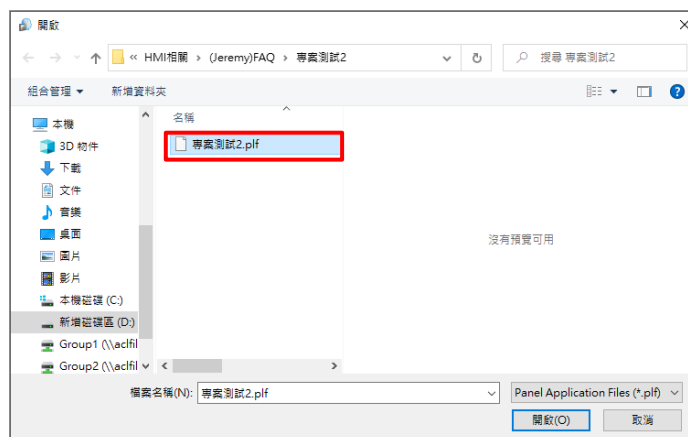 開啟
« HMI相關 › (Jeremy)FAQ › 專案測試2
搜尋 專案測試2
組合管理
新增資料夾
本機
3D 物件
下載
文件
音樂
桌面
圖片
影片
本機磁碟 (C:)
新增磁碟區 (D:)
Group1 (\\aclfil
Group2 (\\aclfil
名稱
專案測試2.plf
沒有預覽可用
檔案名稱(N):
專案測試2.plf
Panel Application Files (*.plf)
開啟(O)
取消